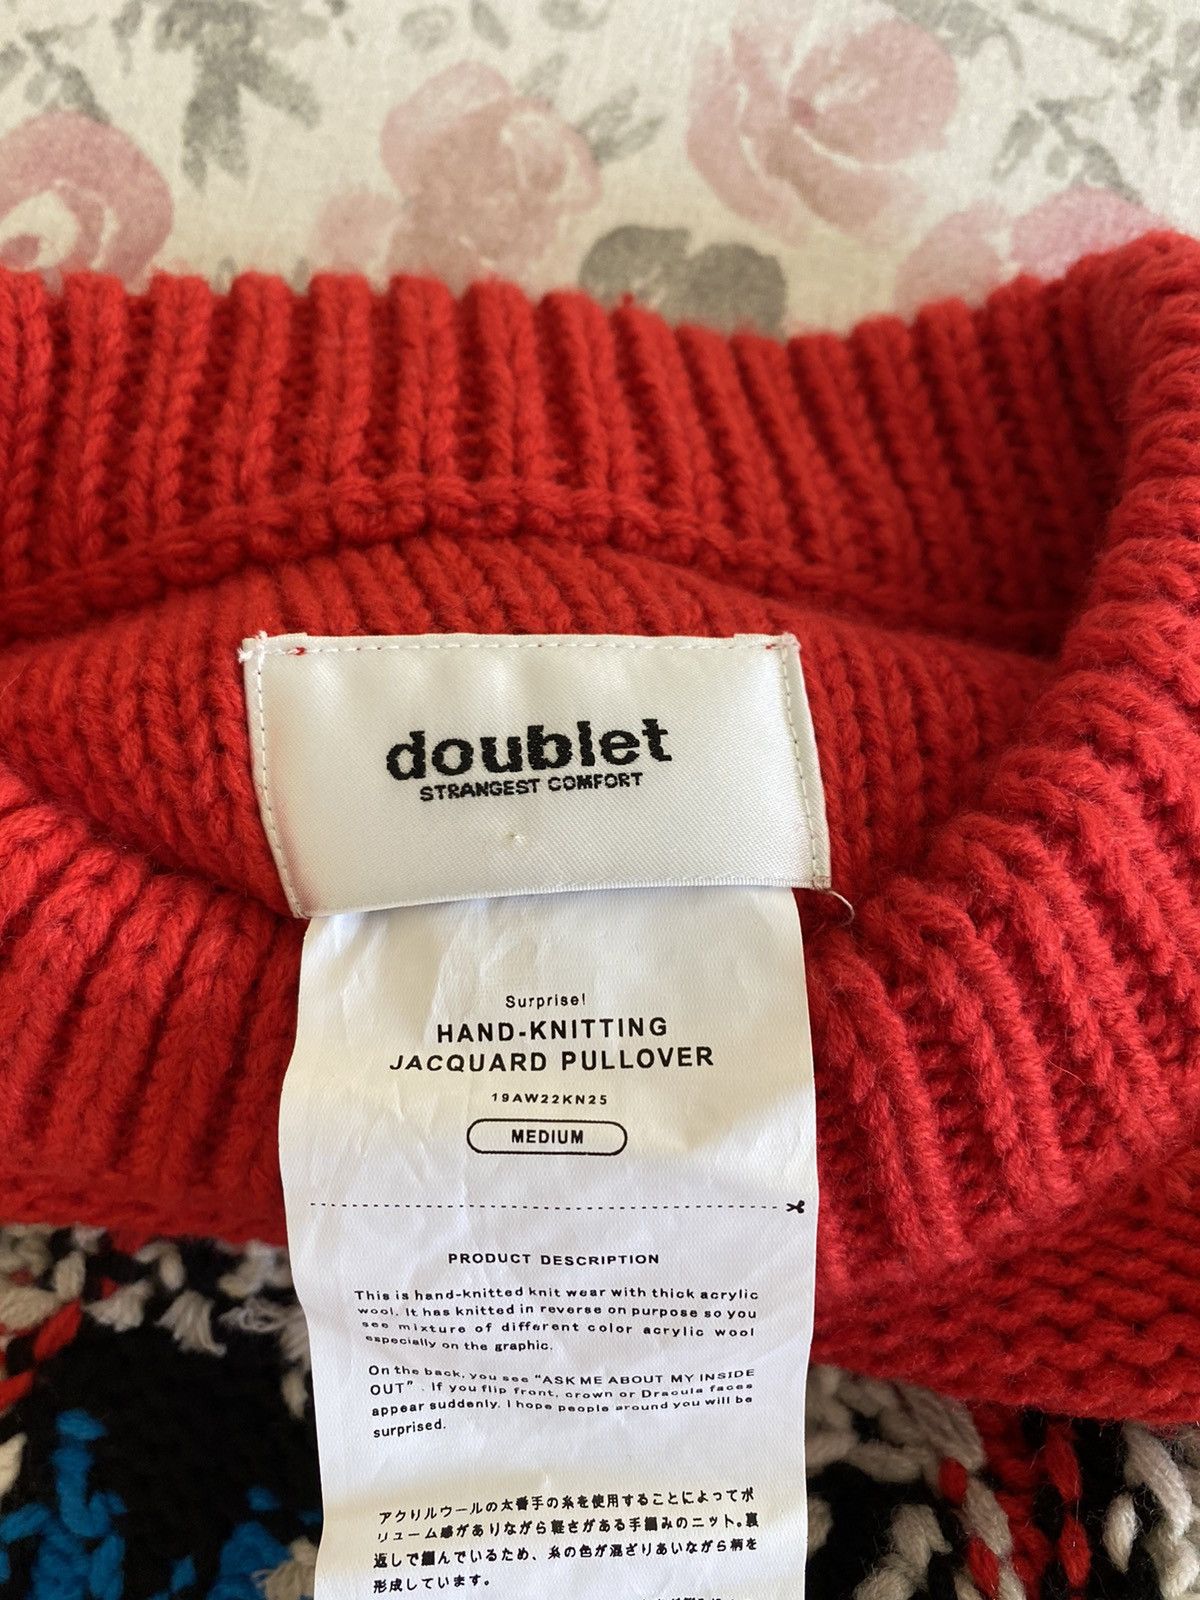 doublet
STRANGEST COMFORT
Surprise!
HAND-KNITTING
JACQUARD PULLOVER
19AW22KN25
MEDIUM
PRODUCT DESCRIPTION
This is hand-knitted knit wear with thick acrylic
wool. It has knitted in reverse on purpose so you
see mixture of different color acrylic wool
especially on the graphic.
On the back, you see "ASK ME ABOUT MY INSIDE
OUT" . If you flip front, crown or Dracula faces
appear suddenly. I hope people around you will be
surprised.
アクリルウールの太番手の糸を使用することによってボ
リューム感がありながら軽さがある手編みのニット。裏
返しで編んでいるため、糸の色が混ざりあいながら柄を
形成しています。